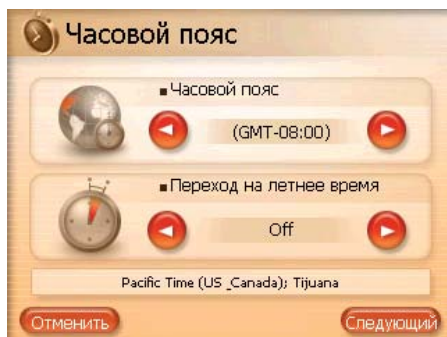 Часовой пояс
Часовой пояс
(GMT-08:00)
Переход на летнее время
Off
Pacific Time (US _Canada); Tijuana
Отменить
Следующий